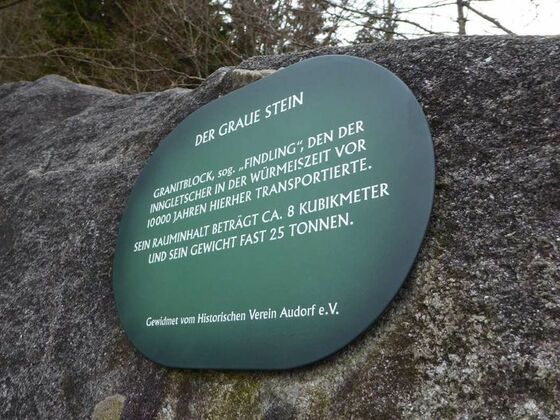 DER GRAUE STEIN
GRANITBLOCK, sog. „FINDLING“, DEN DER
INNGLETSCHER IN DER WÜRMEISZEIT VOR
10000 JAHREN HIERHER TRANSPORTIERTE.
SEIN RAUMINHALT BETRÄGT CA. 8 KUBIKMETER
UND SEIN GEWICHT FAST 25 TONNEN.
Gewidmet vom Historischen Verein Audorf e.V.